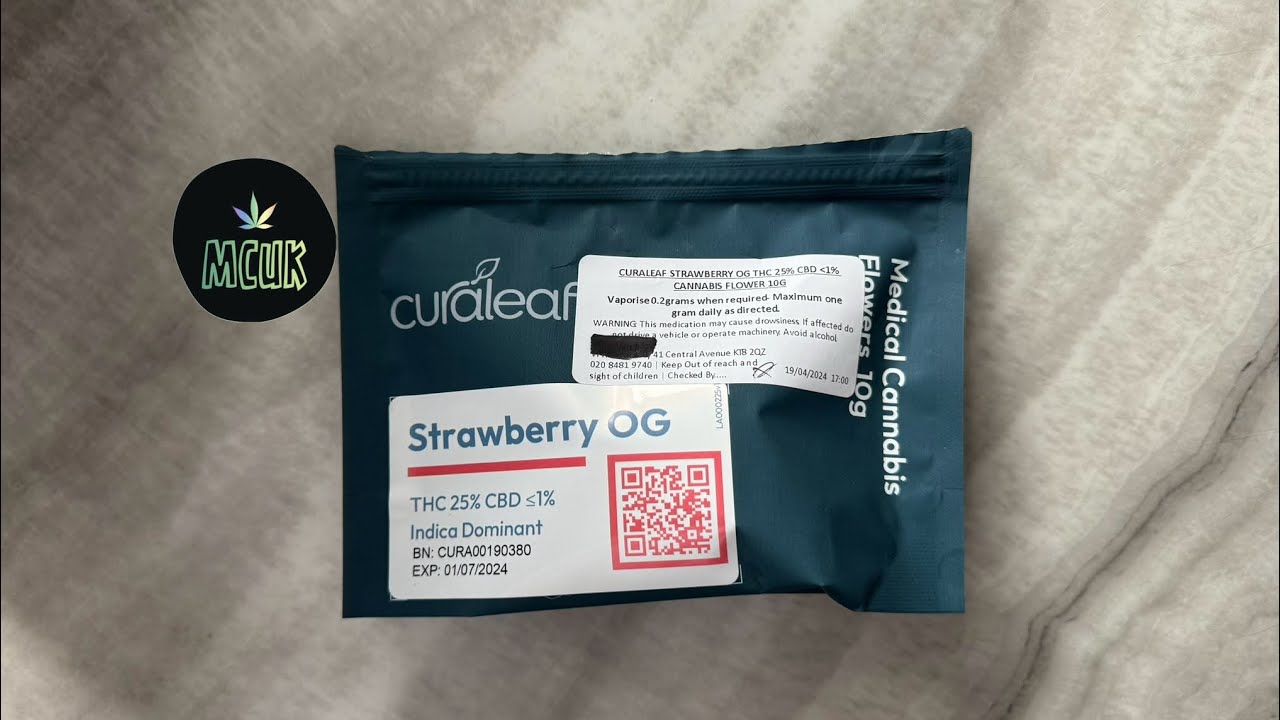 MCUK
curaleaf
CURALEAF STRAWBERRY OG THC 25% CBD <1%
CANNABIS FLOWER 10G
Vaporise 0.2grams when required- Maximum one
gram daily as directed.
WARNING: This medication may cause drowsiness. If affected do
not drive a vehicle or operate machinery. Avoid alcohol
41 Central Avenue KT8 2QZ
020 8481 9740 | Keep Out of reach and
sight of children | Checked By.....
19/04/2024 17:00
Medical Cannabis
Flowers 10g
Strawberry OG
THC 25% CBD ≤1%
Indica Dominant
BN: CURA00190380
EXP: 01/07/2024